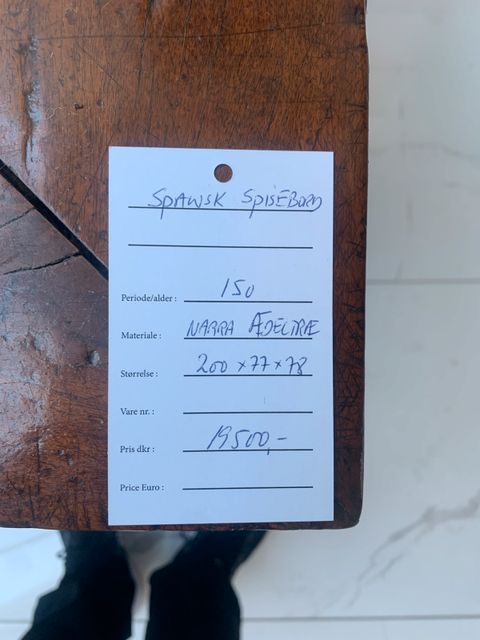 SPANSK SPISEBORD
Periode/alder : 150
Materiale : NARRA ÆDELTRÆ
Størrelse : 200 x 77 x 78
Vare nr. :
Pris dkr : 19500,-
Price Euro :